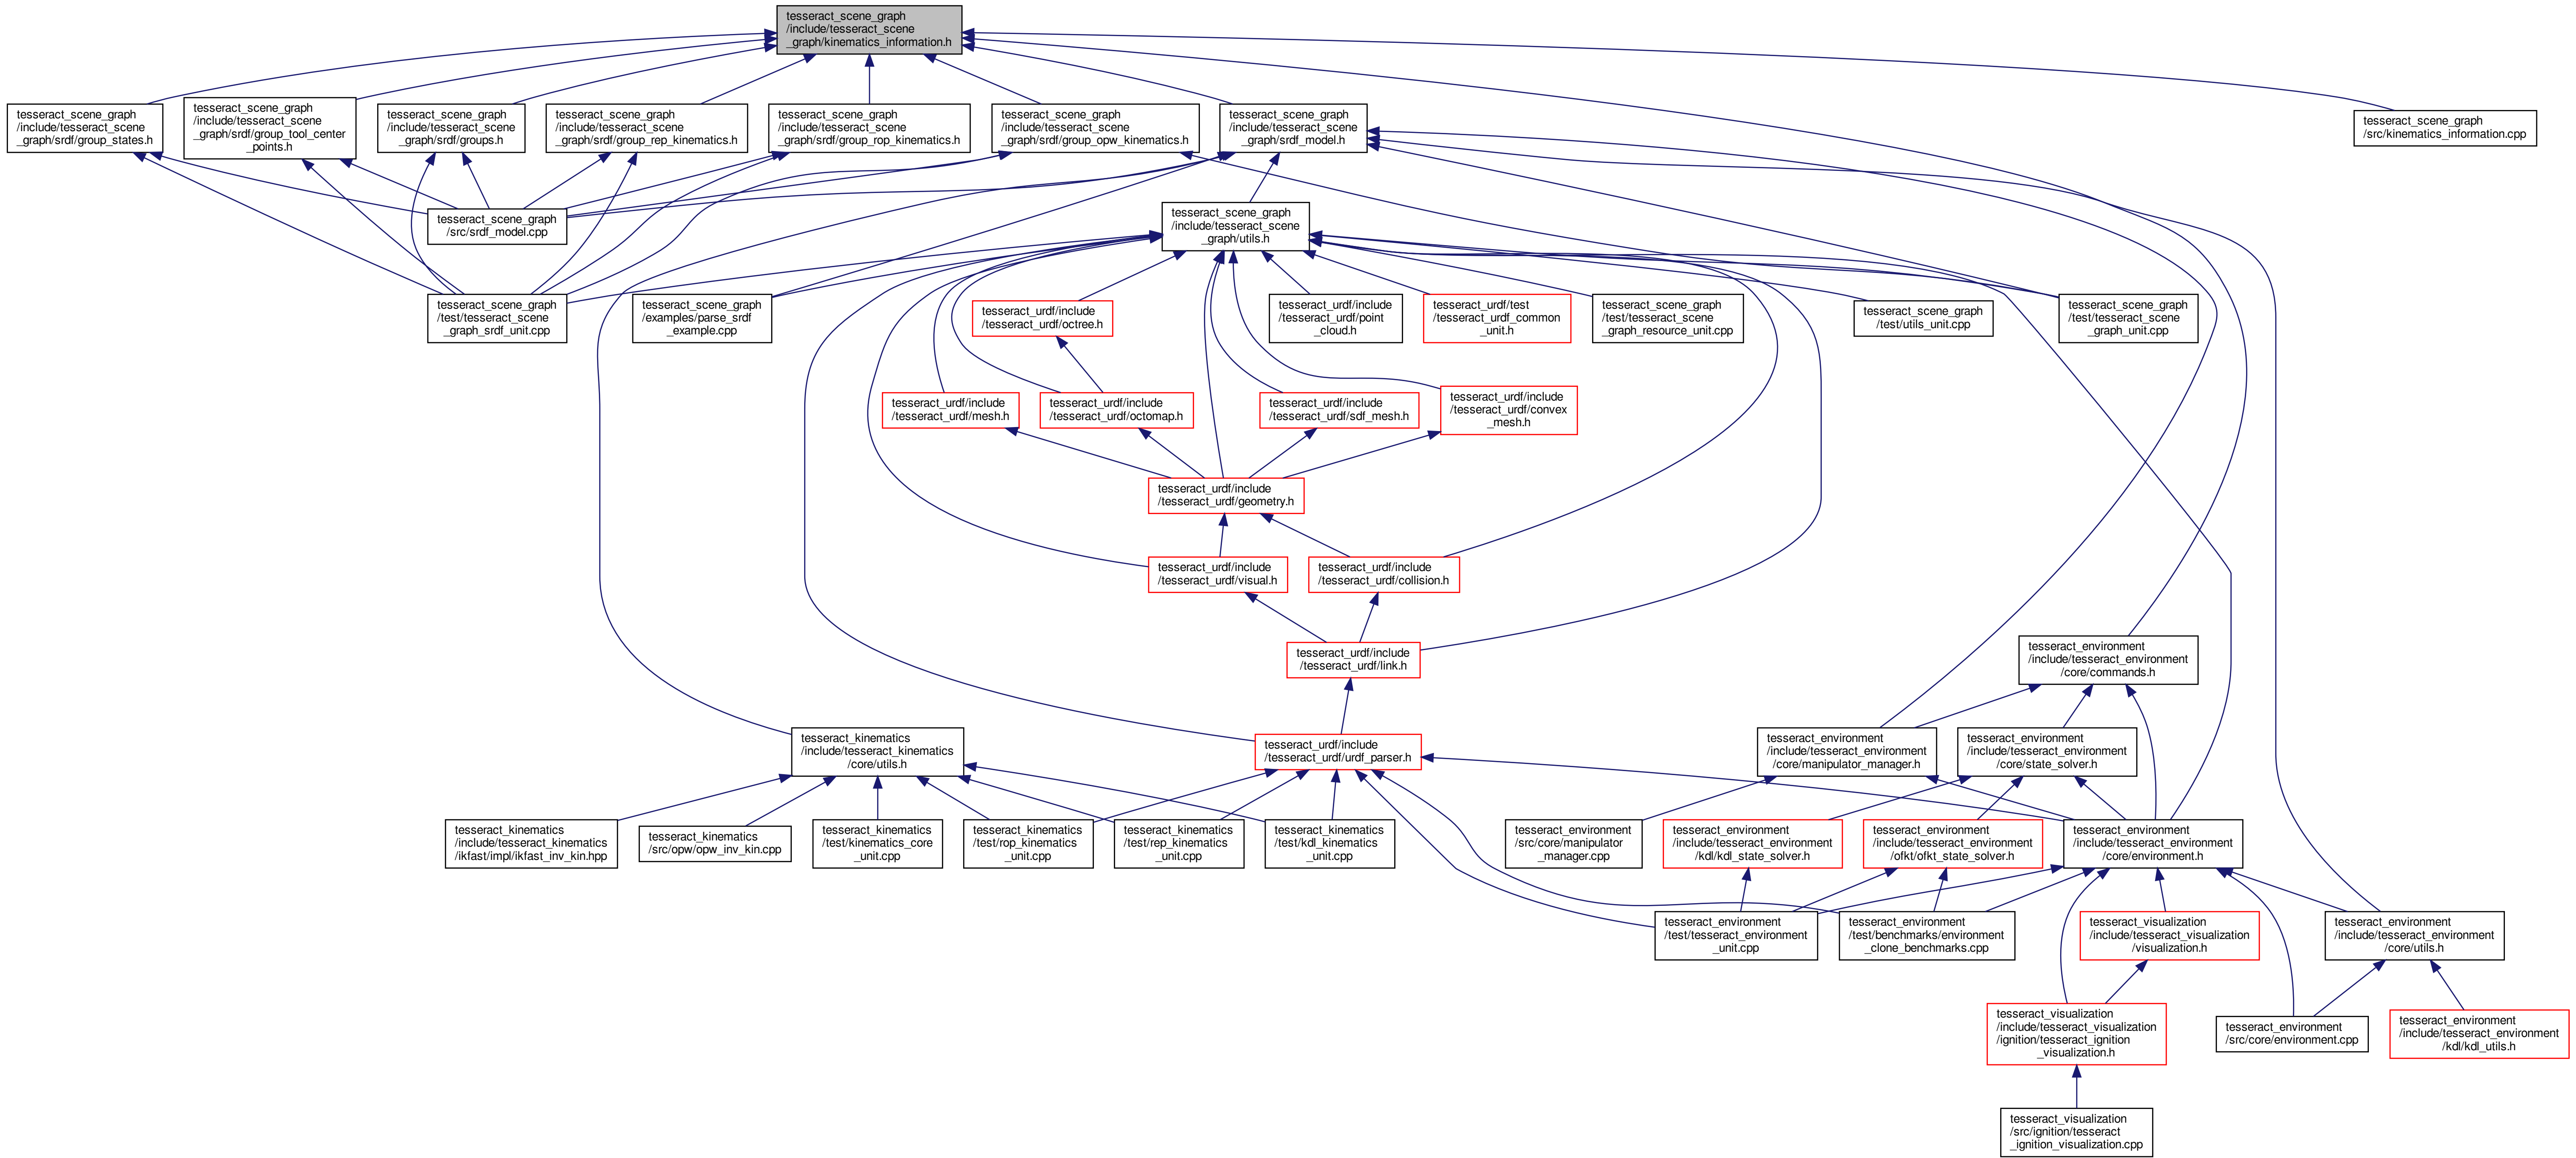 tesseract_scene_graph
/include/tesseract_scene
_graph/kinematics_information.h
tesseract_scene_graph
/include/tesseract_scene
_graph/srdf/group_states.h
tesseract_scene_graph
/include/tesseract_scene
_graph/srdf/group_tool_center
_points.h
tesseract_scene_graph
/include/tesseract_scene
_graph/srdf/groups.h
tesseract_scene_graph
/include/tesseract_scene
_graph/srdf/group_rep_kinematics.h
tesseract_scene_graph
/include/tesseract_scene
_graph/srdf/group_rop_kinematics.h
tesseract_scene_graph
/include/tesseract_scene
_graph/srdf/group_opw_kinematics.h
tesseract_scene_graph
/include/tesseract_scene
_graph/srdf_model.h
tesseract_scene_graph
/src/kinematics_information.cpp
tesseract_scene_graph
/src/srdf_model.cpp
tesseract_scene_graph
/include/tesseract_scene
_graph/utils.h
tesseract_scene_graph
/test/tesseract_scene
_graph_srdf_unit.cpp
tesseract_scene_graph
/examples/parse_srdf
_example.cpp
tesseract_urdf/include
/tesseract_urdf/octree.h
tesseract_urdf/include
/tesseract_urdf/point
_cloud.h
tesseract_urdf/test
/tesseract_urdf_common
_unit.h
tesseract_scene_graph
/test/tesseract_scene
_graph_resource_unit.cpp
tesseract_scene_graph
/test/utils_unit.cpp
tesseract_scene_graph
/test/tesseract_scene
_graph_unit.cpp
tesseract_urdf/include
/tesseract_urdf/mesh.h
tesseract_urdf/include
/tesseract_urdf/octomap.h
tesseract_urdf/include
/tesseract_urdf/sdf_mesh.h
tesseract_urdf/include
/tesseract_urdf/convex
_mesh.h
tesseract_urdf/include
/tesseract_urdf/geometry.h
tesseract_urdf/include
/tesseract_urdf/visual.h
tesseract_urdf/include
/tesseract_urdf/collision.h
tesseract_urdf/include
/tesseract_urdf/link.h
tesseract_environment
/include/tesseract_environment
/core/commands.h
tesseract_kinematics
/include/tesseract_kinematics
/core/utils.h
tesseract_urdf/include
/tesseract_urdf/urdf_parser.h
tesseract_environment
/include/tesseract_environment
/core/manipulator_manager.h
tesseract_environment
/include/tesseract_environment
/core/state_solver.h
tesseract_kinematics
/include/tesseract_kinematics
/ikfast/impl/ikfast_inv_kin.hpp
tesseract_kinematics
/src/opw/opw_inv_kin.cpp
tesseract_kinematics
/test/kinematics_core
_unit.cpp
tesseract_kinematics
/test/rop_kinematics
_unit.cpp
tesseract_kinematics
/test/rep_kinematics
_unit.cpp
tesseract_kinematics
/test/kdl_kinematics
_unit.cpp
tesseract_environment
/src/core/manipulator
_manager.cpp
tesseract_environment
/include/tesseract_environment
/kdl/kdl_state_solver.h
tesseract_environment
/include/tesseract_environment
/ofkt/ofkt_state_solver.h
tesseract_environment
/include/tesseract_environment
/core/environment.h
tesseract_environment
/test/tesseract_environment
_unit.cpp
tesseract_environment
/test/benchmarks/environment
_clone_benchmarks.cpp
tesseract_visualization
/include/tesseract_visualization
/visualization.h
tesseract_environment
/include/tesseract_environment
/core/utils.h
tesseract_visualization
/include/tesseract_visualization
/ignition/tesseract_ignition
_visualization.h
tesseract_environment
/src/core/environment.cpp
tesseract_environment
/include/tesseract_environment
/kdl/kdl_utils.h
tesseract_visualization
/src/ignition/tesseract
_ignition_visualization.cpp